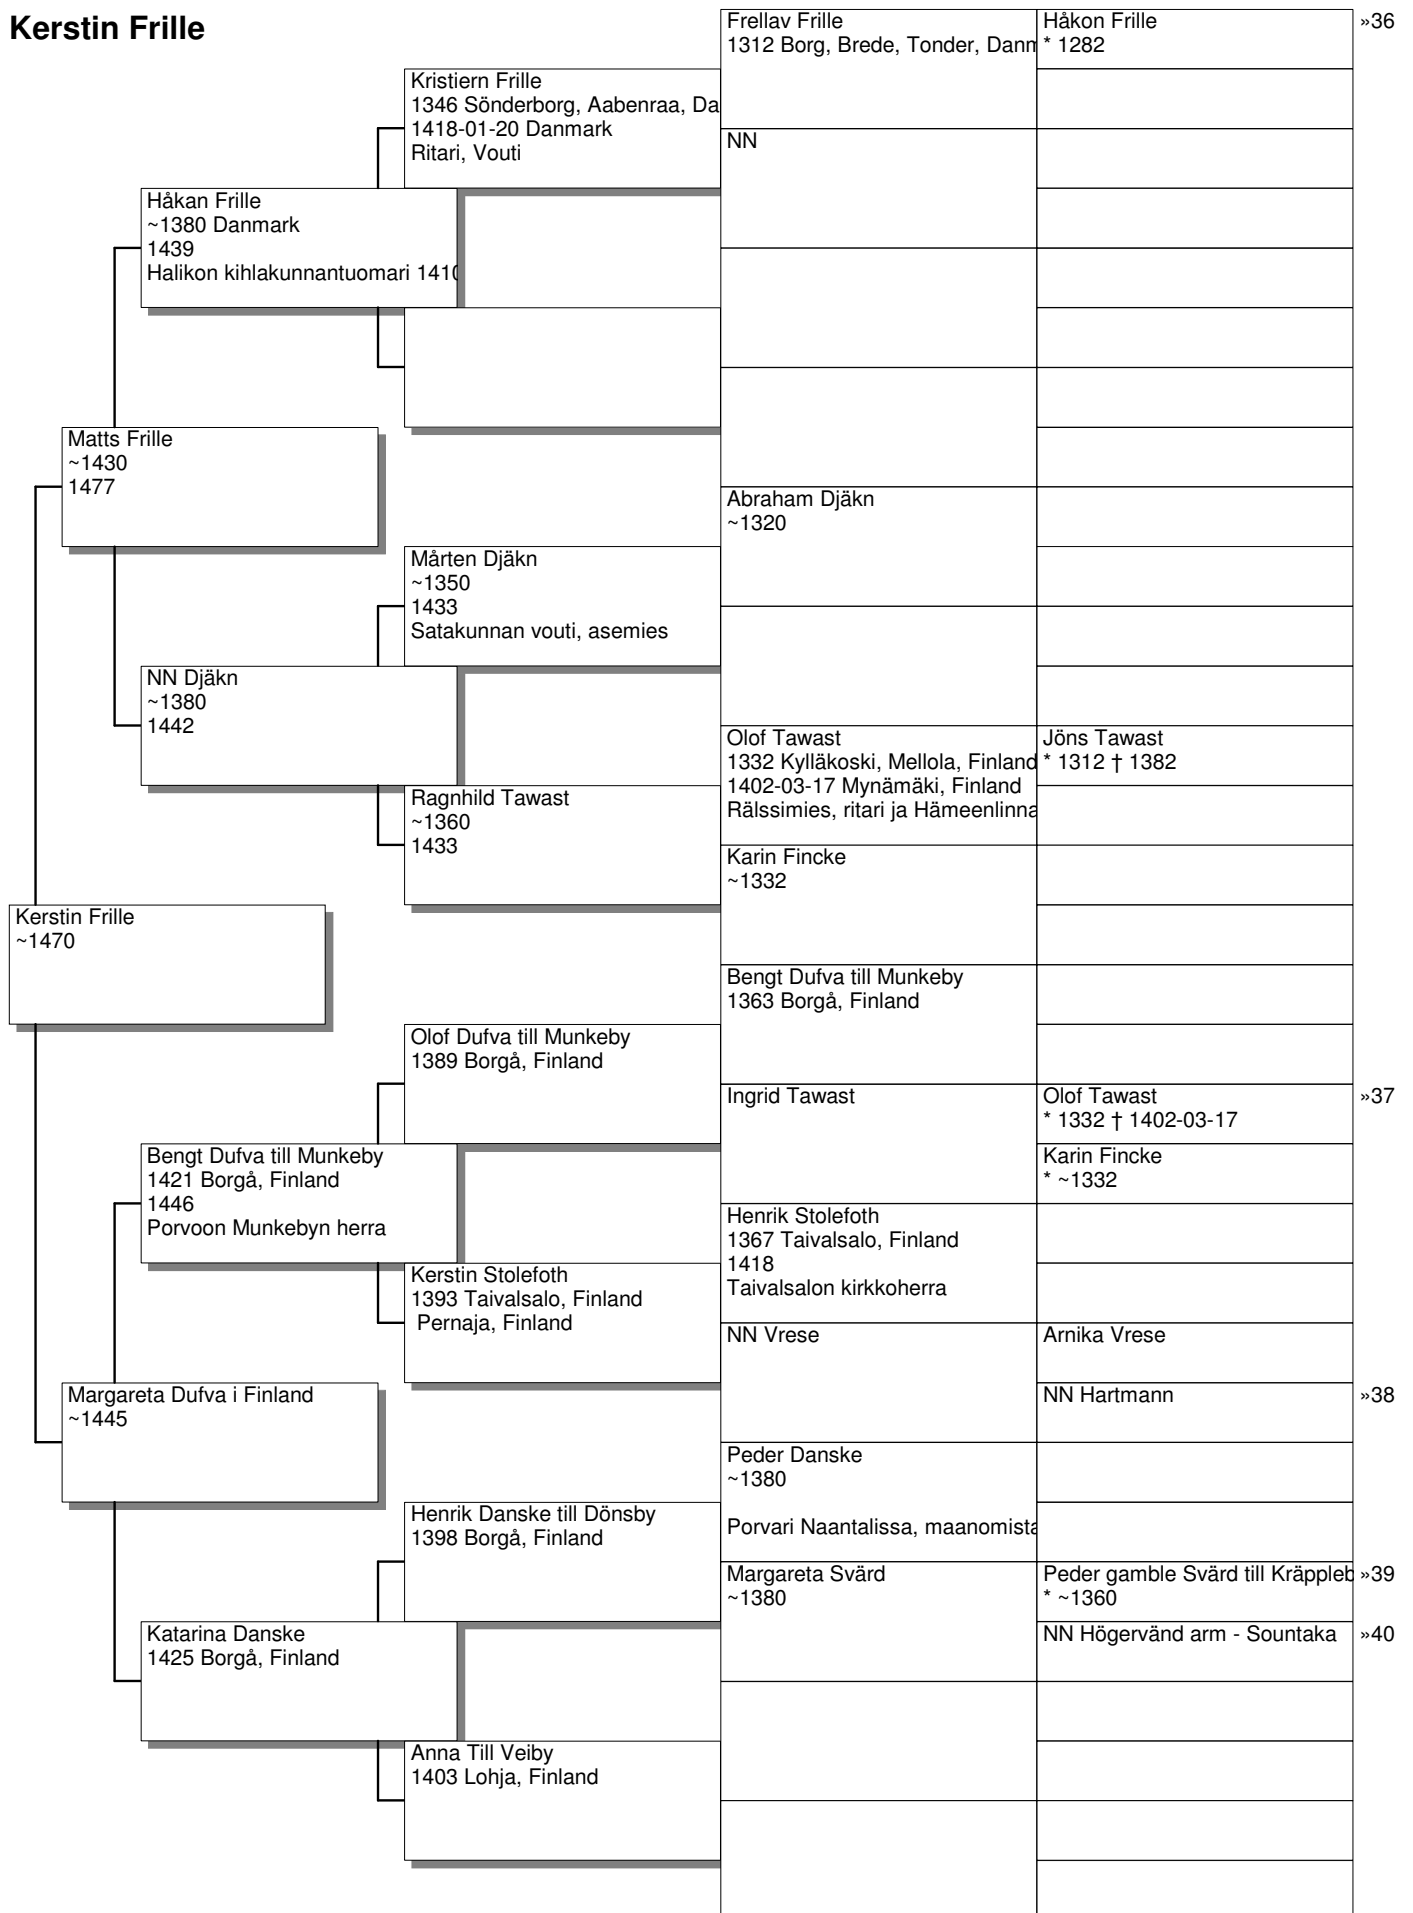 Kerstin Frille
Frellav Frille
1312 Borg, Brede, Tonder, Danm
Håkon Frille
* 1282
»36
Kristiern Frille
1346 Sönderborg, Aabenraa, Da
1418-01-20 Danmark
Ritari, Vouti
NN
Håkan Frille
~1380 Danmark
1439
Halikon kihlakunnantuomari 1410
Matts Frille
~1430
1477
Abraham Djäkn
~1320
Mårten Djäkn
~1350
1433
Satakunnan vouti, asemies
NN Djäkn
~1380
1442
Olof Tawast
1332 Kylläkoski, Mellola, Finland
1402-03-17 Mynämäki, Finland
Rälssimies, ritari ja Hämeenlinna
Jöns Tawast
* 1312 † 1382
Ragnhild Tawast
~1360
1433
Karin Fincke
~1332
Kerstin Frille
~1470
Bengt Dufva till Munkeby
1363 Borgå, Finland
Olof Dufva till Munkeby
1389 Borgå, Finland
Ingrid Tawast
Olof Tawast
* 1332 † 1402-03-17
»37
Bengt Dufva till Munkeby
1421 Borgå, Finland
1446
Porvoon Munkebyn herra
Karin Fincke
* ~1332
Henrik Stolefoth
1367 Taivalsalo, Finland
1418
Taivalsalon kirkkoherra
Kerstin Stolefoth
1393 Taivalsalo, Finland
Pernaja, Finland
NN Vrese
Arnika Vrese
Margareta Dufva i Finland
~1445
NN Hartmann
»38
Peder Danske
~1380
Porvari Naantalissa, maanomista
Henrik Danske till Dönsby
1398 Borgå, Finland
Margareta Svärd
~1380
Peder gamble Svärd till Kräppleb
* ~1360
»39
Katarina Danske
1425 Borgå, Finland
NN Högervänd arm - Sountaka
»40
Anna Till Veiby
1403 Lohja, Finland